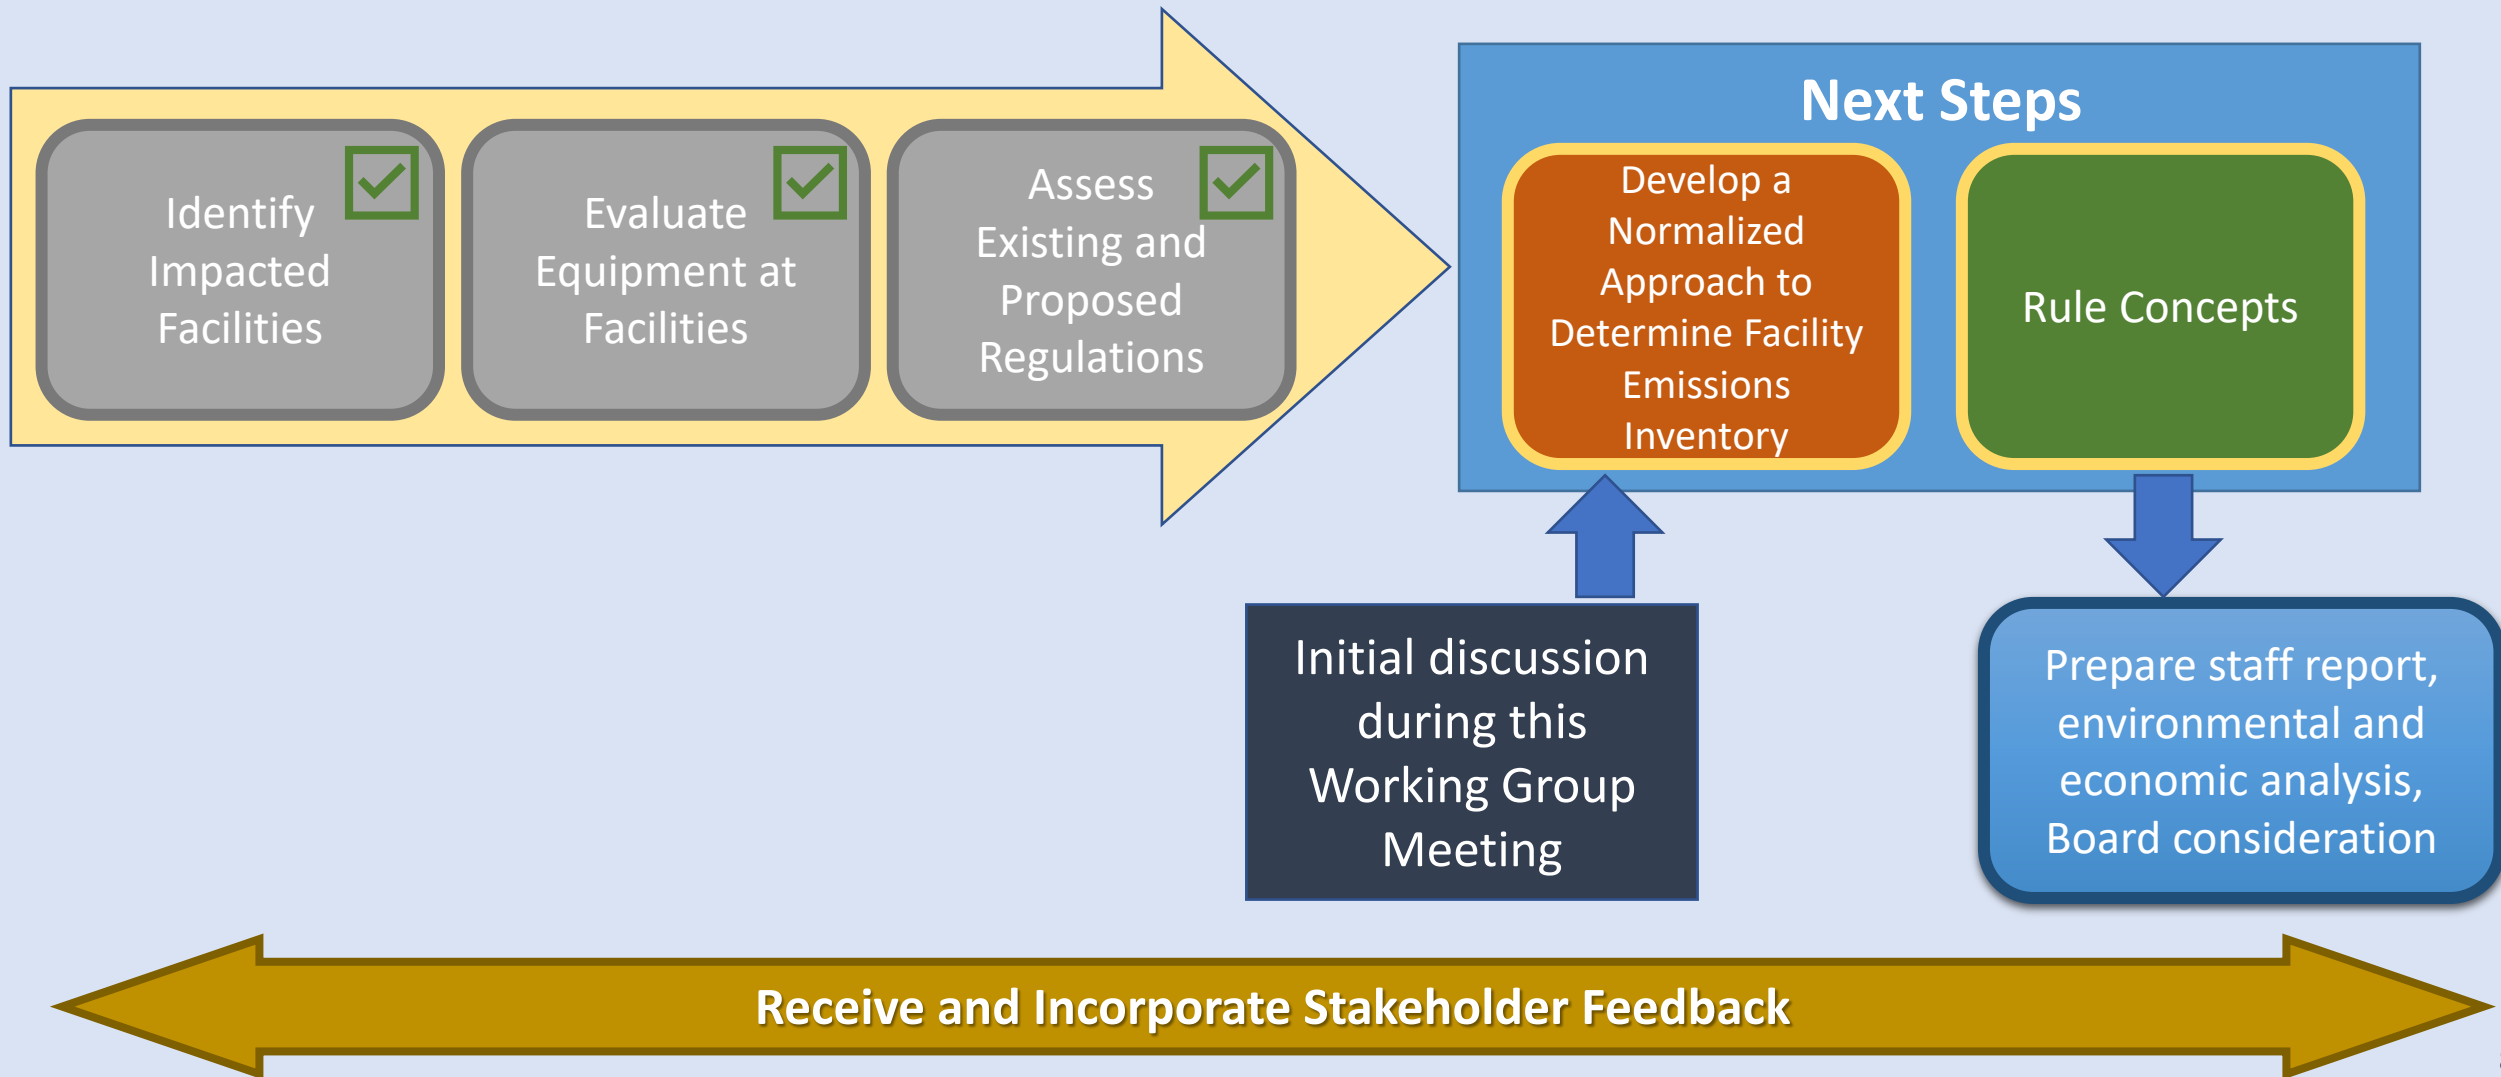 Identify
Impacted
Facilities
Evaluate
Equipment at
Facilities
Assess
Existing and
Proposed
Regulations
Next Steps
Develop a
Normalized
Approach to
Determine Facility
Emissions
Inventory
Rule Concepts
Initial discussion
during this
Working Group
Meeting
Prepare staff report,
environmental and
economic analysis,
Board consideration
Receive and Incorporate Stakeholder Feedback